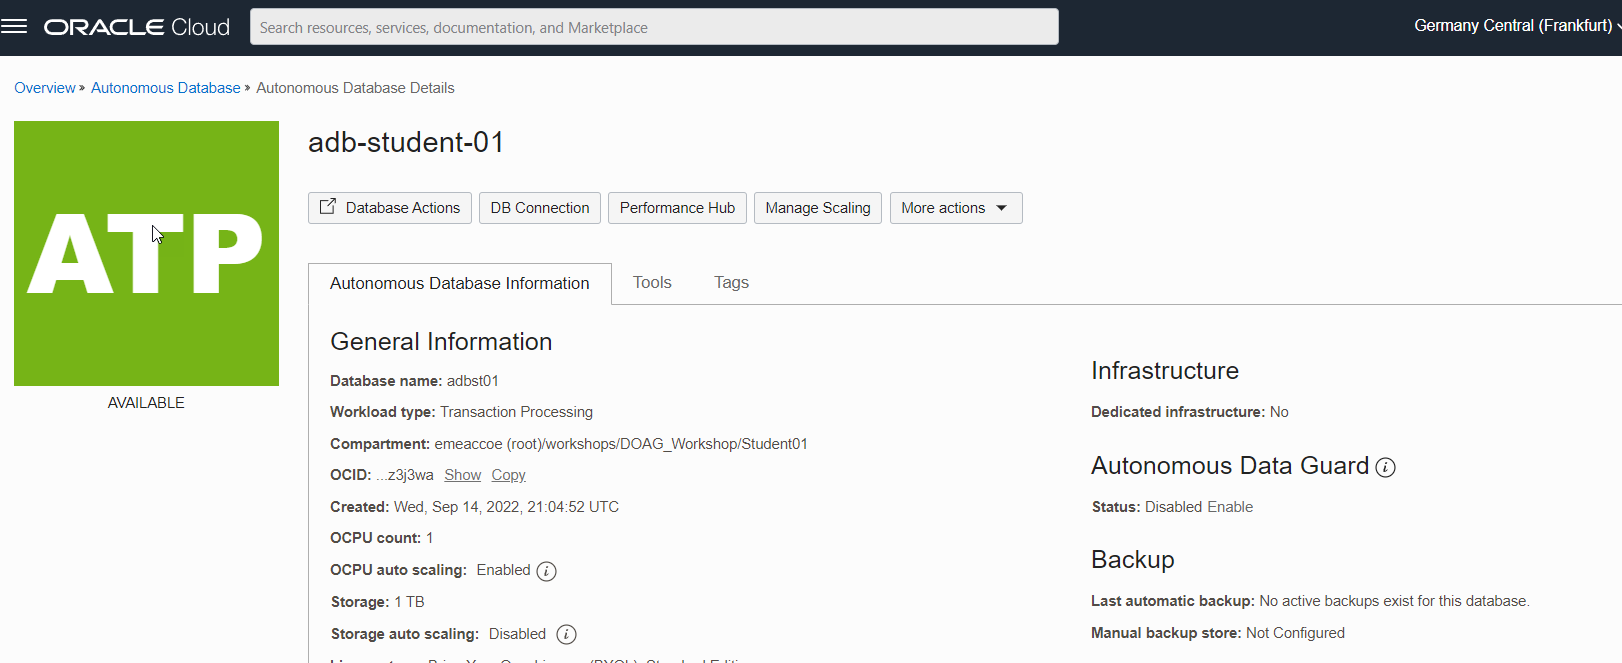 ORACLE Cloud
Search resources, services, documentation, and Marketplace
Germany Central (Frankfurt)
Overview » Autonomous Database » Autonomous Database Details
ATP
AVAILABLE
adb-student-01
Database Actions
DB Connection
Performance Hub
Manage Scaling
More actions
Autonomous Database Information
Tools
Tags
General Information
Database name: adbst01
Workload type: Transaction Processing
Compartment: emeaccoe (root)/workshops/DOAG_Workshop/Student01
OCID: ...z3j3wa Show Copy
Created: Wed, Sep 14, 2022, 21:04:52 UTC
OCPU count: 1
OCPU auto scaling: Enabled
Storage: 1 TB
Storage auto scaling: Disabled
Infrastructure
Dedicated infrastructure: No
Autonomous Data Guard
Status: Disabled Enable
Backup
Last automatic backup: No active backups exist for this database.
Manual backup store: Not Configured